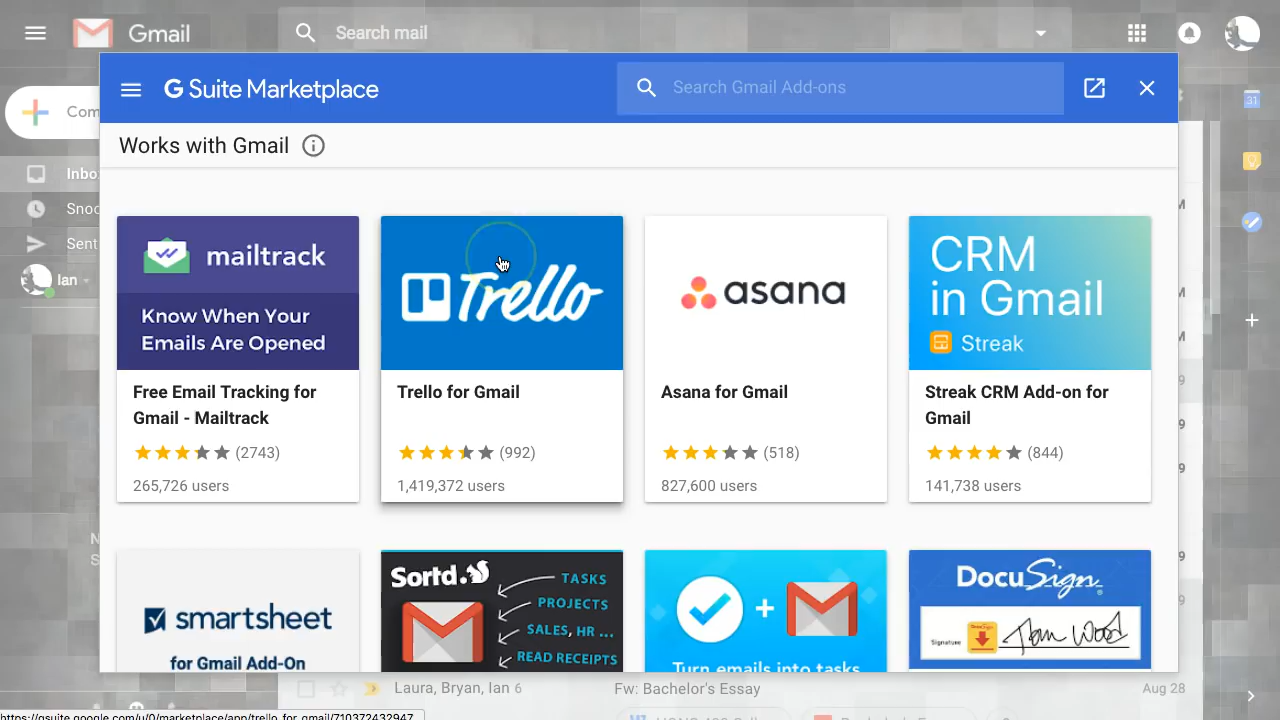 Gmail
Search mail
G Suite Marketplace
Search Gmail Add-ons
Com
Works with Gmail
Inbo
Snoo
Sent
Ian
mailtrack
Know When Your
Emails Are Opened
Free Email Tracking for
Gmail - Mailtrack
(2743)
265,726 users
Trello
Trello for Gmail
(992)
1,419,372 users
asana
Asana for Gmail
(518)
827,600 users
CRM
in Gmail
Streak
Streak CRM Add-on for
Gmail
(844)
141,738 users
31
smartsheet
for Gmail Add-On
Sortd.
TASKS
PROJECTS
SALES, HR ...
READ RECEIPTS
+
Turn emails into tasks
DocuSign
Signature
Tom Wood
Laura, Bryan, Ian 6
Fw: Bachelor's Essay
Aug 28
https://gsuite.google.com/u/0/marketplace/app/trello_for_gmail/710372432947